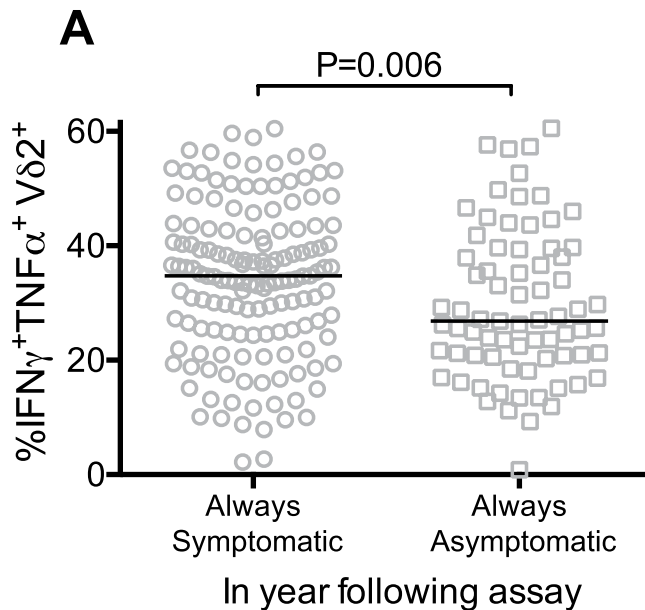 A
P=0.006
%IFNγ⁺TNFα⁺ Vδ2⁺
60
40
20
0
Always Symptomatic
Always Asymptomatic
In year following assay